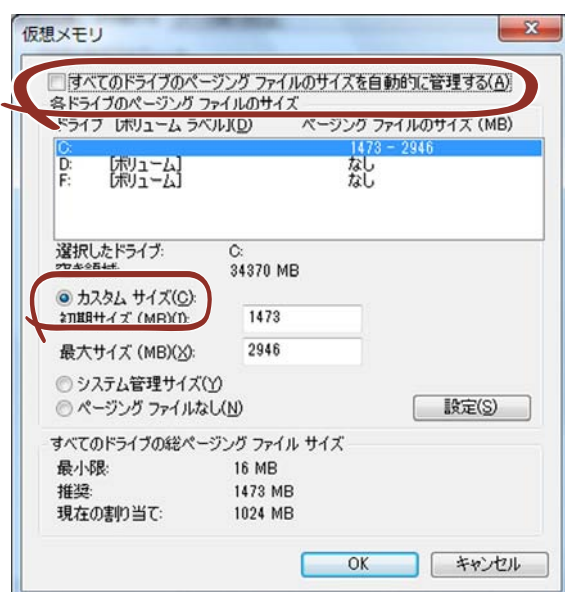 仮想メモリ
すべてのドライブのページング ファイルのサイズを自動的に管理する(A)
各ドライブのページング ファイルのサイズ
ドライブ [ボリューム ラベル](D) ページング ファイルのサイズ (MB)
C: 1473 - 2946
D: [ボリューム] なし
F: [ボリューム] なし
選択したドライブ: C:
空き領域: 34370 MB
カスタム サイズ(C):
初期サイズ (MB)(I): 1473
最大サイズ (MB)(X): 2946
システム管理サイズ(Y)
ページング ファイルなし(N) 設定(S)
すべてのドライブの総ページング ファイル サイズ
最小限: 16 MB
推奨: 1473 MB
現在の割り当て: 1024 MB
OK キャンセル